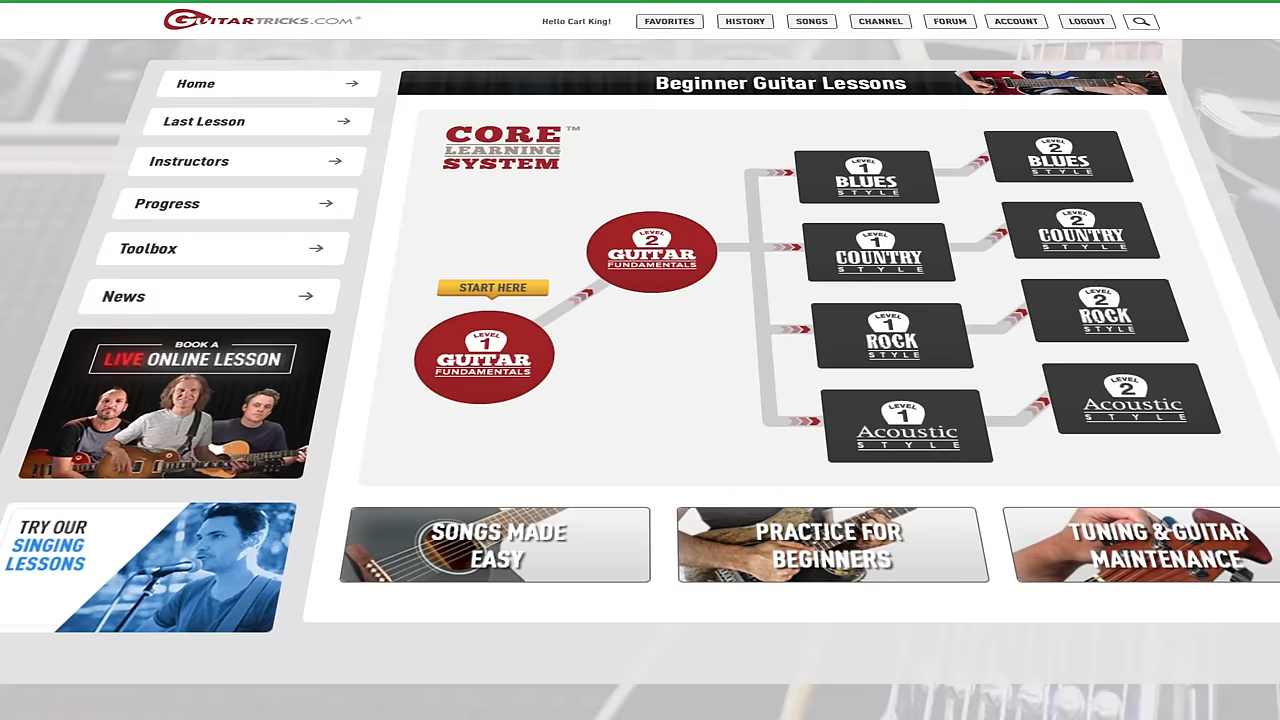 GUITARTRICKS.COM®
Hello Carl King!
FAVORITES
HISTORY
SONGS
CHANNEL
FORUM
ACCOUNT
LOGOUT
Home
Last Lesson
Instructors
Progress
Toolbox
News
BOOK A
LIVE ONLINE LESSON
TRY OUR
SINGING
LESSONS
Beginner Guitar Lessons
CORE™
LEARNING
SYSTEM
START HERE
LEVEL
1
GUITAR
FUNDAMENTALS
LEVEL
2
GUITAR
FUNDAMENTALS
LEVEL
1
BLUES
STYLE
LEVEL
2
BLUES
STYLE
LEVEL
1
COUNTRY
STYLE
LEVEL
2
COUNTRY
STYLE
LEVEL
1
ROCK
STYLE
LEVEL
2
ROCK
STYLE
LEVEL
1
Acoustic
STYLE
LEVEL
2
Acoustic
STYLE
SONGS MADE
EASY
PRACTICE FOR
BEGINNERS
TUNING & GUITAR
MAINTENANCE